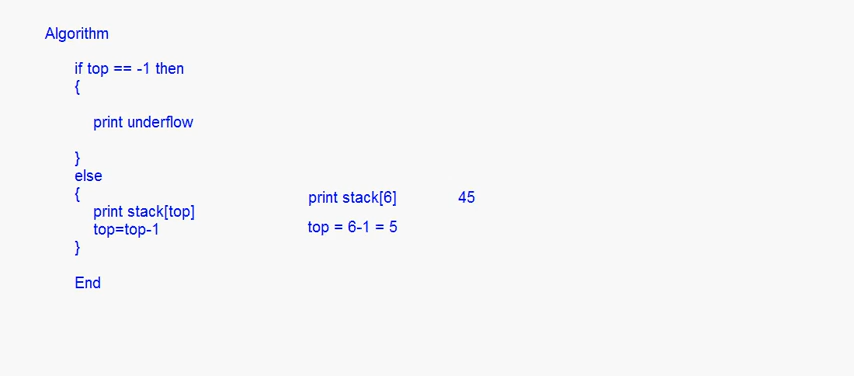 Algorithm
if top == -1 then
{
print underflow
}
else
{
print stack[6] 45
print stack[top]
top = 6-1 = 5
top=top-1
}
End